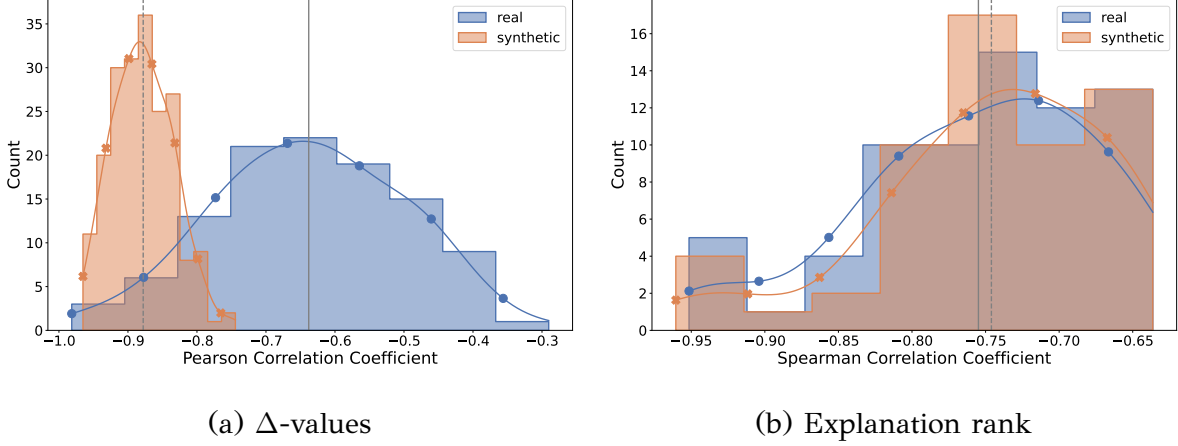 real
synthetic
35
30
25
20
15
10
5
0
Count
−1.0 −0.9 −0.8 −0.7 −0.6 −0.5 −0.4 −0.3
Pearson Correlation Coefficient
(a) Δ-values
real
synthetic
16
14
12
10
8
6
4
2
0
Count
−0.95 −0.90 −0.85 −0.80 −0.75 −0.70 −0.65
Spearman Correlation Coefficient
(b) Explanation rank